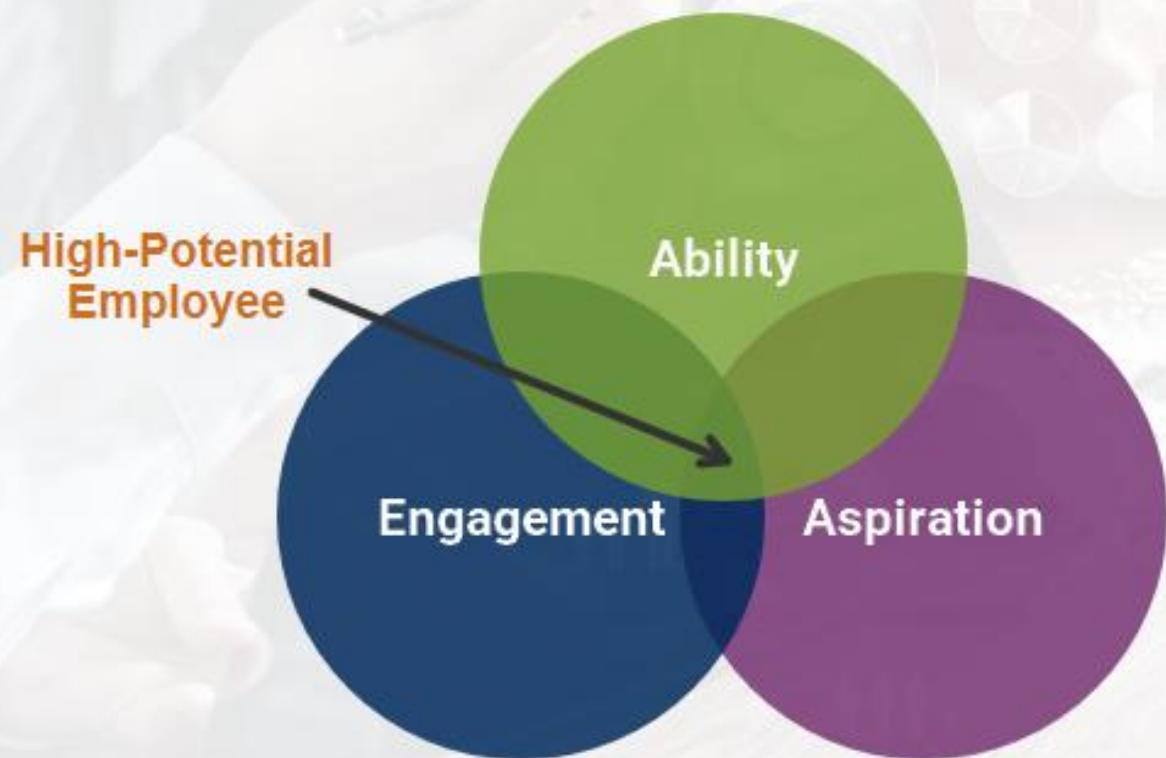 Ability
High-Potential
Employee
Engagement
Aspiration